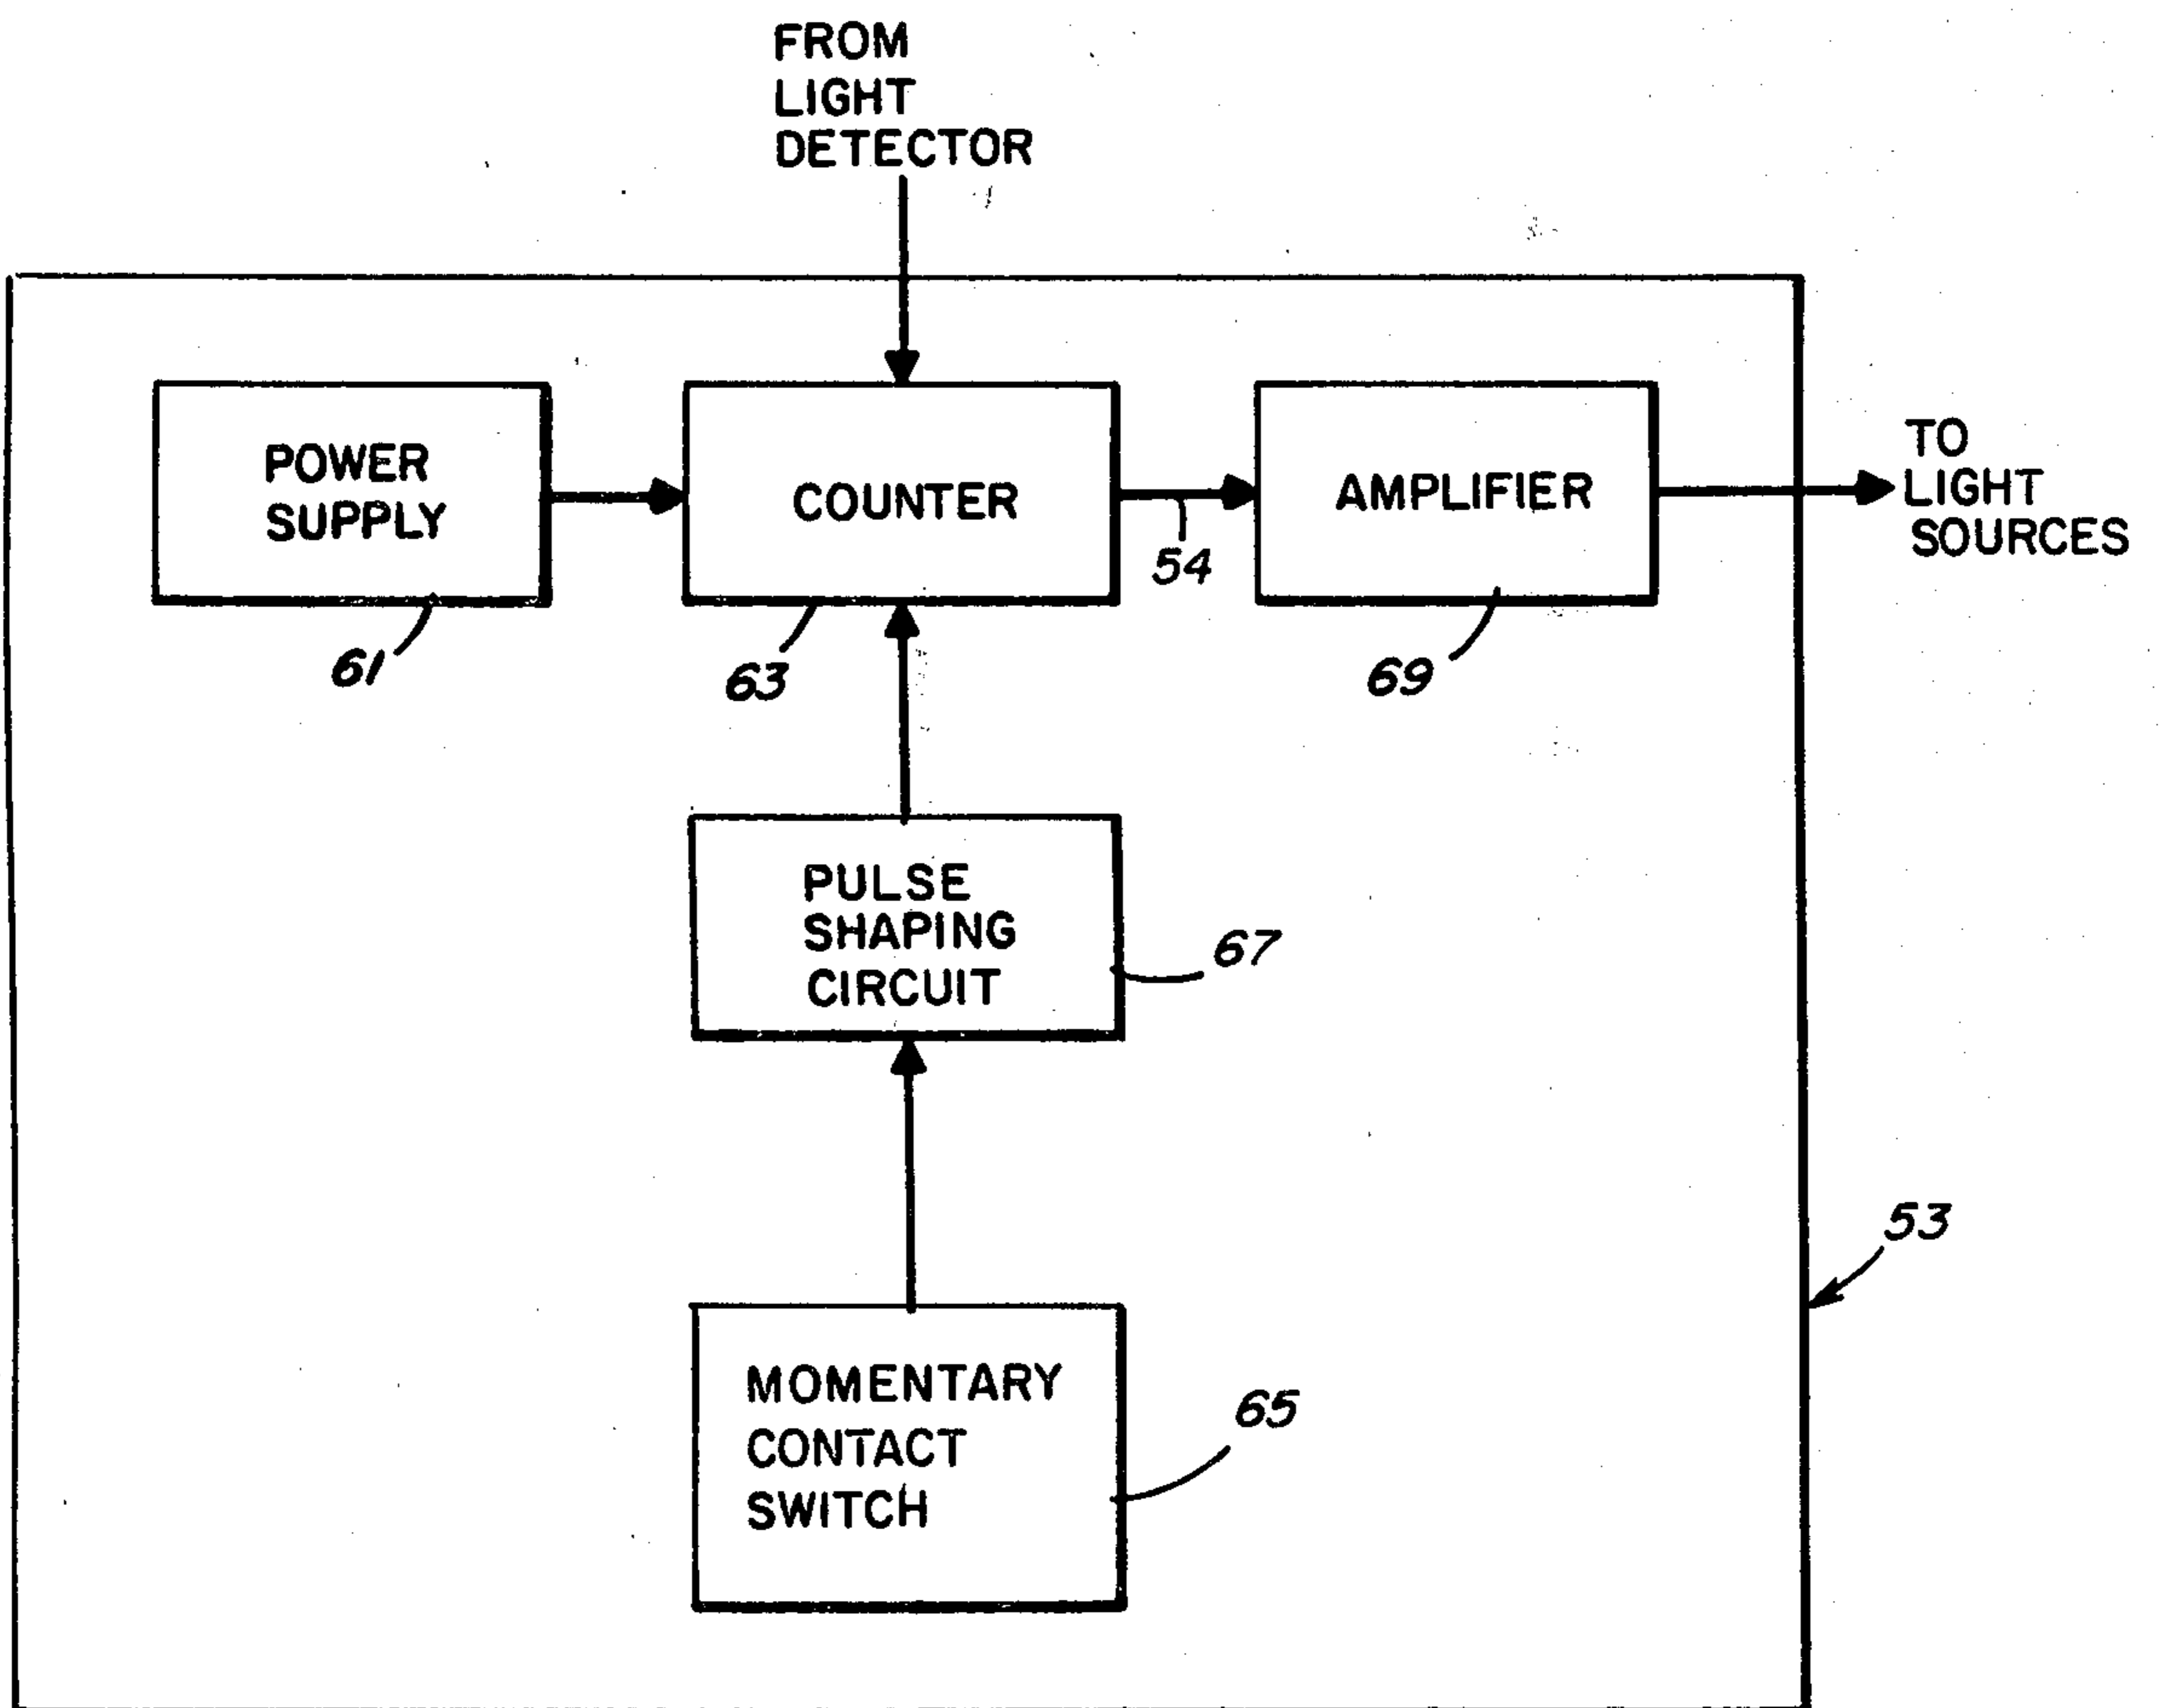 FROM
LIGHT
DETECTOR
POWER
SUPPLY
COUNTER
AMPLIFIER
TO
LIGHT
SOURCES
54
61
63
69
PULSE
SHAPING
CIRCUIT
67
53
MOMENTARY
CONTACT
SWITCH
65